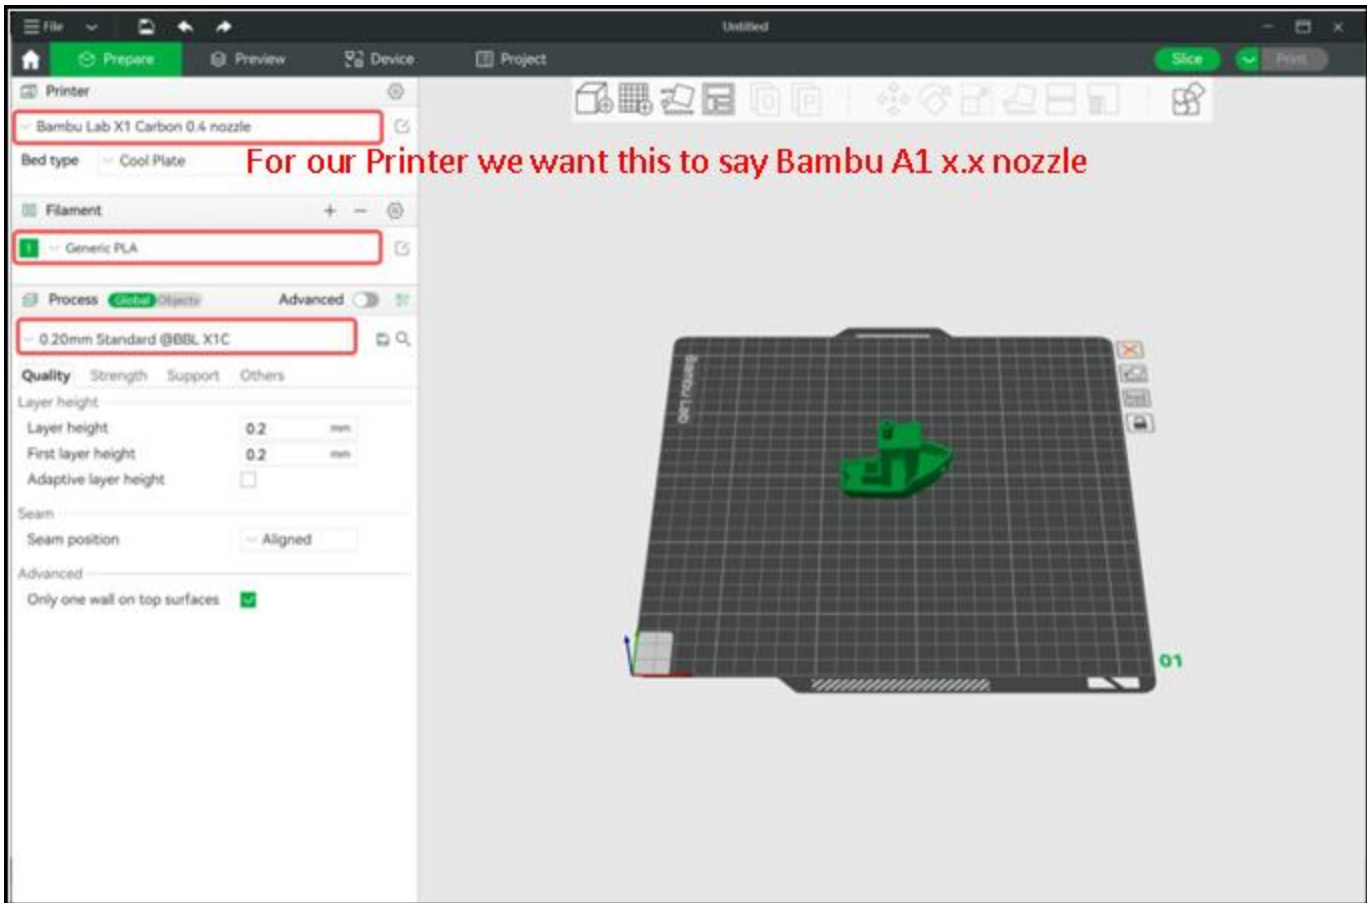 File
Untitled
Prepare
Preview
Device
Project
Slice
Print
Printer
Bambu Lab X1 Carbon 0.4 nozzle
Bed type
Cool Plate
For our Printer we want this to say Bambu A1 x.x nozzle
Filament
1
Generic PLA
Process
Global
Objects
Advanced
0.20mm Standard @BBL X1C
Quality
Strength
Support
Others
Layer height
Layer height
0.2
mm
First layer height
0.2
mm
Adaptive layer height
Seam
Seam position
Aligned
Advanced
Only one wall on top surfaces
Bambu Lab
01